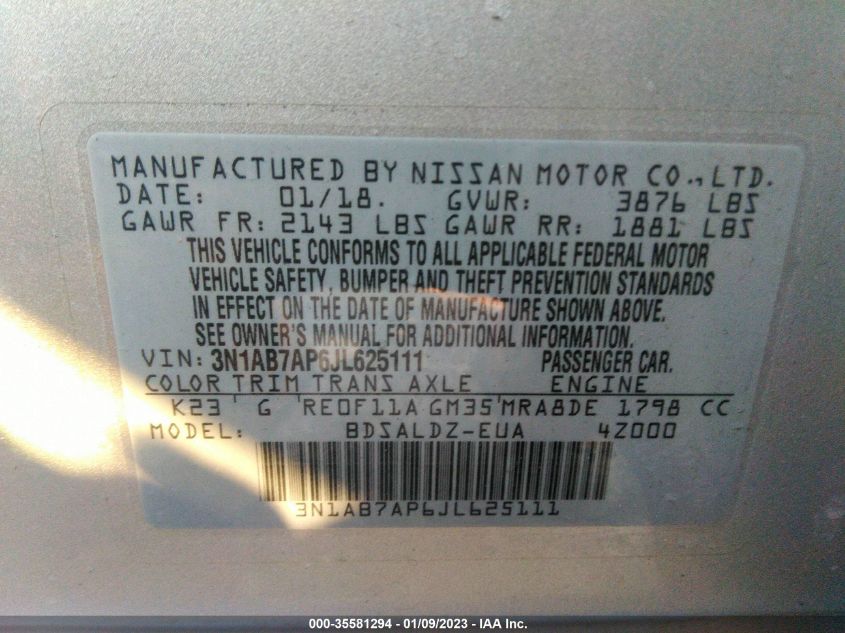 MANUFACTURED BY NISSAN MOTOR CO., LTD.
DATE: 01/18. GVWR: 3876 LBS
GAWR FR: 2143 LBS GAWR RR: 1881 LBS
THIS VEHICLE CONFORMS TO ALL APPLICABLE FEDERAL MOTOR
VEHICLE SAFETY, BUMPER AND THEFT PREVENTION STANDARDS
IN EFFECT ON THE DATE OF MANUFACTURE SHOWN ABOVE.
SEE OWNER'S MANUAL FOR ADDITIONAL INFORMATION.
VIN: 3N1AB7AP6JL625111 PASSENGER CAR.
COLOR TRIM TRANS AXLE ENGINE
K23 ' G 'RE0F11A GM35'MRA8DE 1798 CC
MODEL: BDSALDZ-EUA 4Z000
3N1AB7AP6JL625111
000-35581294 - 01/09/2023 - IAA Inc.